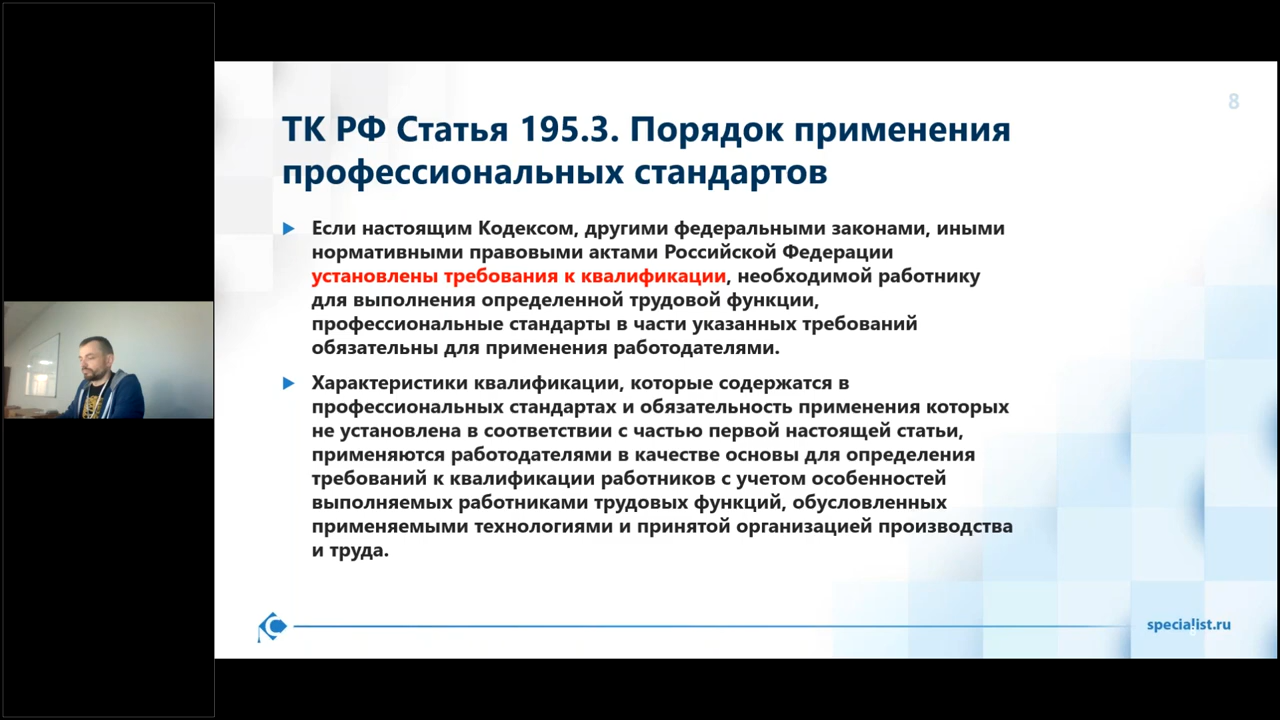 8
ТК РФ Статья 195.3. Порядок применения
профессиональных стандартов
Если настоящим Кодексом, другими федеральными законами, иными
нормативными правовыми актами Российской Федерации
установлены требования к квалификации, необходимой работнику
для выполнения определенной трудовой функции,
профессиональные стандарты в части указанных требований
обязательны для применения работодателями.
Характеристики квалификации, которые содержатся в
профессиональных стандартах и обязательность применения которых
не установлена в соответствии с частью первой настоящей статьи,
применяются работодателями в качестве основы для определения
требований к квалификации работников с учетом особенностей
выполняемых работниками трудовых функций, обусловленных
применяемыми технологиями и принятой организацией производства
и труда.
specialist.ru